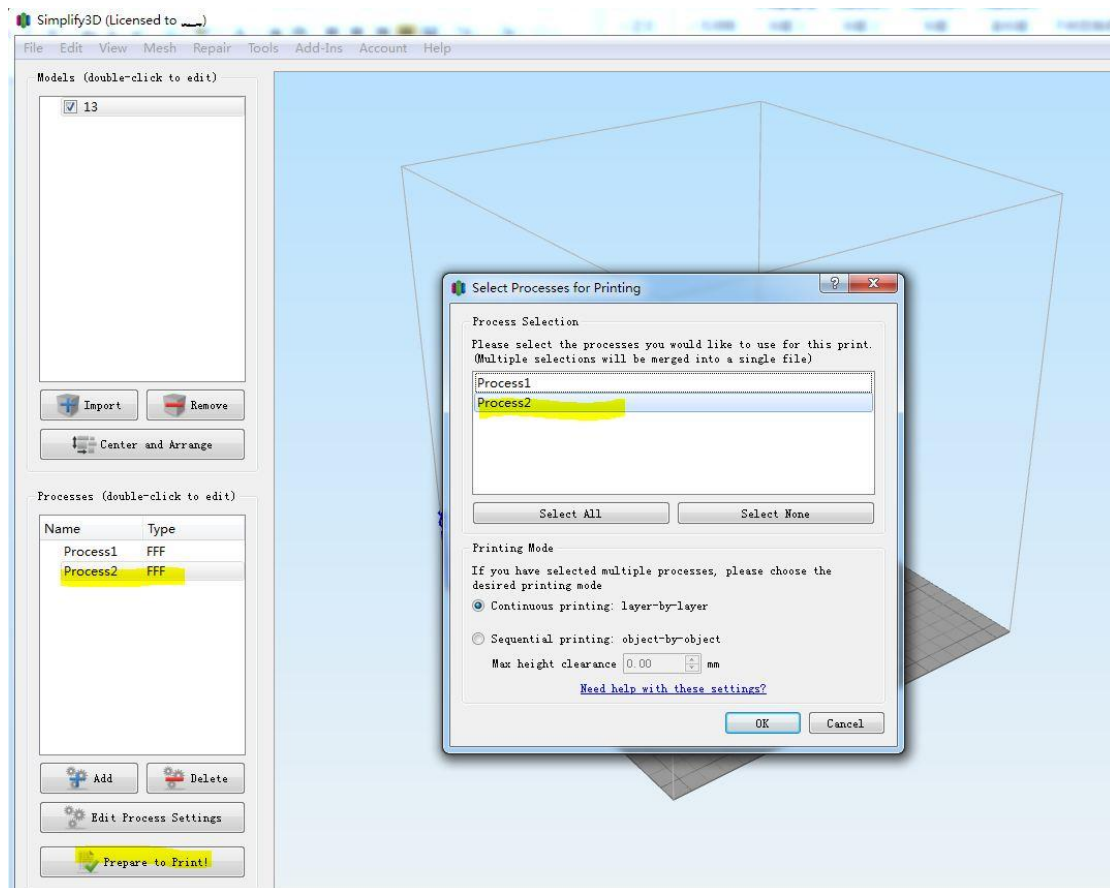 Simplify3D (Licensed to
File Edit View Mesh Repair Tools Add-Ins Account Help
Models (double-click to edit)
13
Import Remove
Center and Arrange
Processes (double-click to edit)
Name Type
Process1 FFF
Process2 FFF
Add Delete
Edit Process Settings
Prepare to Print!
Select Processes for Printing
Process Selection
Please select the processes you would like to use for this print.
(Multiple selections will be merged into a single file)
Process1
Process2
Select All Select None
Printing Mode
If you have selected multiple processes, please choose the
desired printing mode
Continuous printing: layer-by-layer
Sequential printing: object-by-object
Max height clearance 0.00 mm
Need help with these settings?
OK Cancel